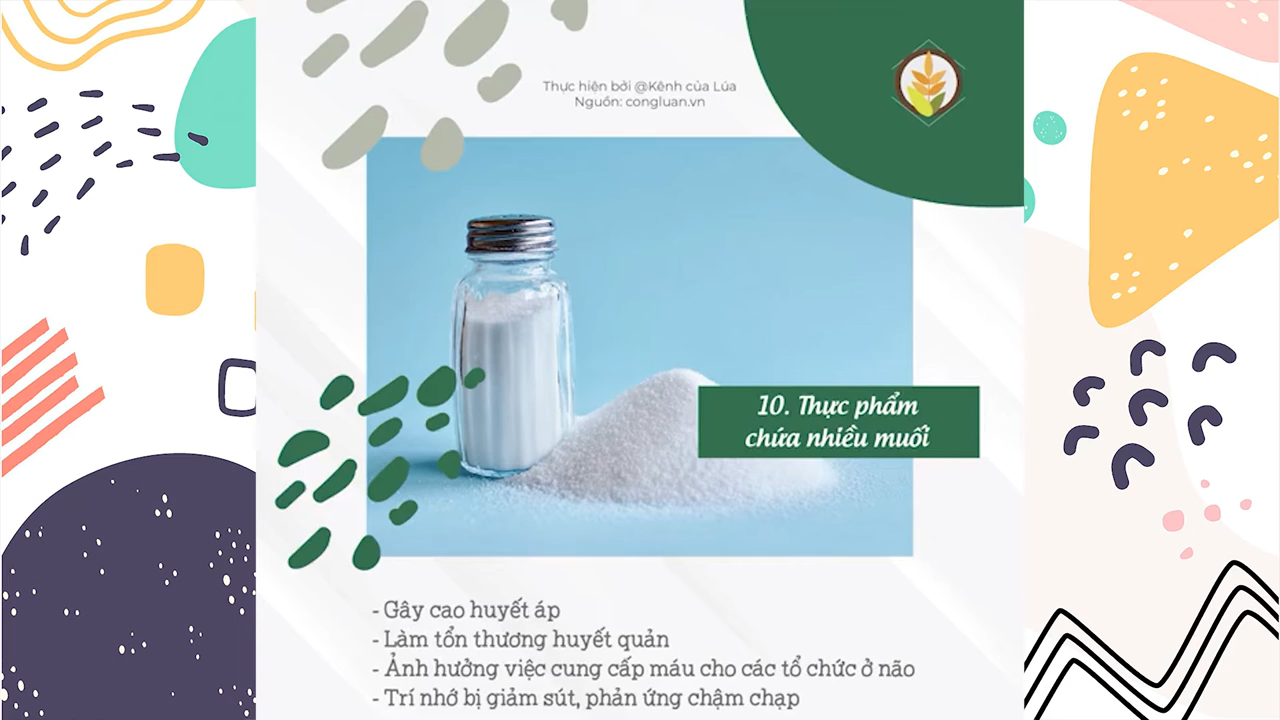 Thực hiện bởi @Kênh của Lúa
Nguồn: congluan.vn
10. Thực phẩm
chứa nhiều muối
- Gây cao huyết áp
- Làm tổn thương huyết quản
- Ảnh hưởng việc cung cấp máu cho các tổ chức ở não
- Trí nhớ bị giảm sút, phản ứng chậm chạp